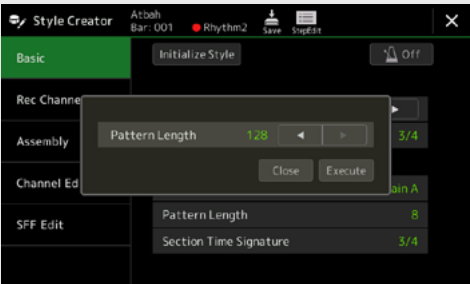 Style Creator
Atbah
Bar: 001 Rhythm2 Save StepEdit
Basic
Initialize Style
Off
Rec Channe
Assembly
3/4
Pattern Length 128
Close Execute
Channel Ed
ain A
Pattern Length 8
SFF Edit
Section Time Signature 3/4